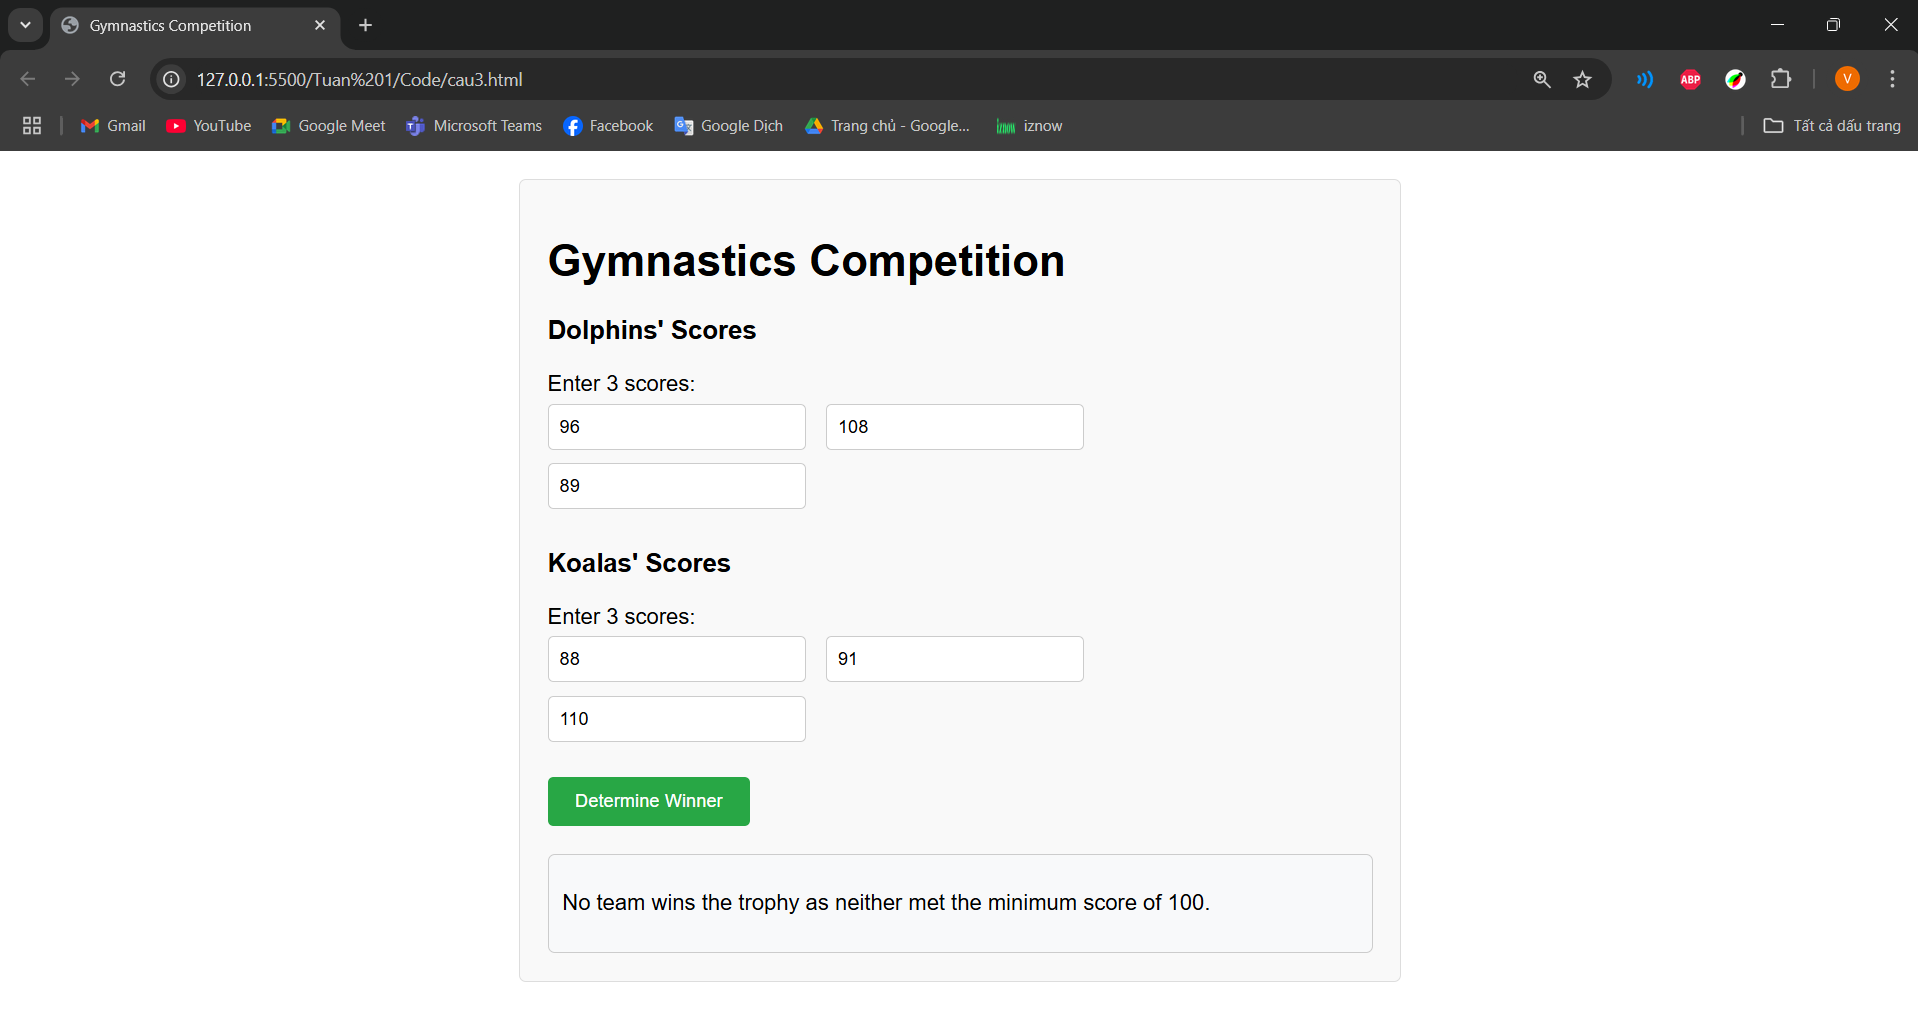 Gymnastics Competition
127.0.0.1:5500/Tuan%201/Code/cau3.html
ABP
V
Gmail YouTube Google Meet Microsoft Teams Facebook Google Dịch Trang chủ - Google... iznow Tất cả dấu trang
Gymnastics Competition
Dolphins' Scores
Enter 3 scores:
96 108
89
Koalas' Scores
Enter 3 scores:
88 91
110
Determine Winner
No team wins the trophy as neither met the minimum score of 100.